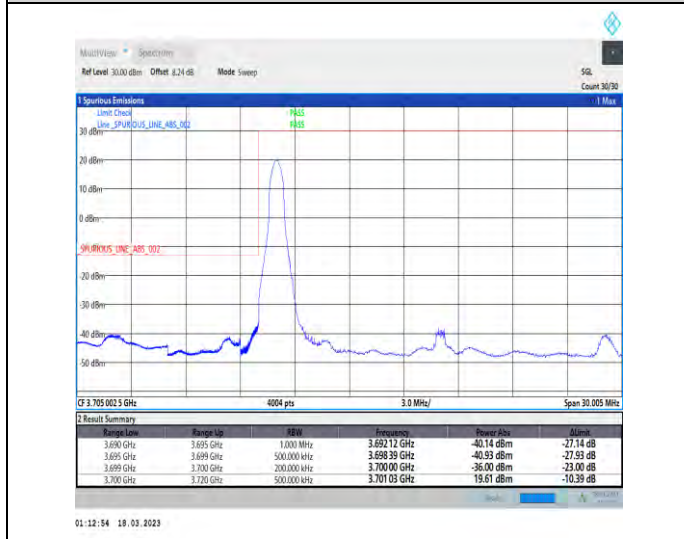 MultiView Spectrum
Ref Level 30.00 dBm Offset 8.24 dB Mode Sweep SGL
Count 30/30
1 Spurious Emissions 1 Max
Limit Check PASS
Line _SPURIOUS_LINE_ABS_002 PASS
30 dBm
20 dBm
10 dBm
0 dBm
_SPURIOUS_LINE_ABS_002
-20 dBm
-30 dBm
-40 dBm
-50 dBm
CF 3.705 002 5 GHz 4004 pts 3.0 MHz/ Span 30.005 MHz
2 Result Summary
Range Low Range Up RBW Frequency Power Abs ΔLimit
3.690 GHz 3.695 GHz 1.000 MHz 3.692 12 GHz -40.14 dBm -27.14 dB
3.695 GHz 3.699 GHz 500.000 kHz 3.698 39 GHz -40.93 dBm -27.93 dB
3.699 GHz 3.700 GHz 200.000 kHz 3.700 00 GHz -36.00 dBm -23.00 dB
3.700 GHz 3.720 GHz 500.000 kHz 3.701 03 GHz 19.61 dBm -10.39 dB
01:12:54 18.03.2023